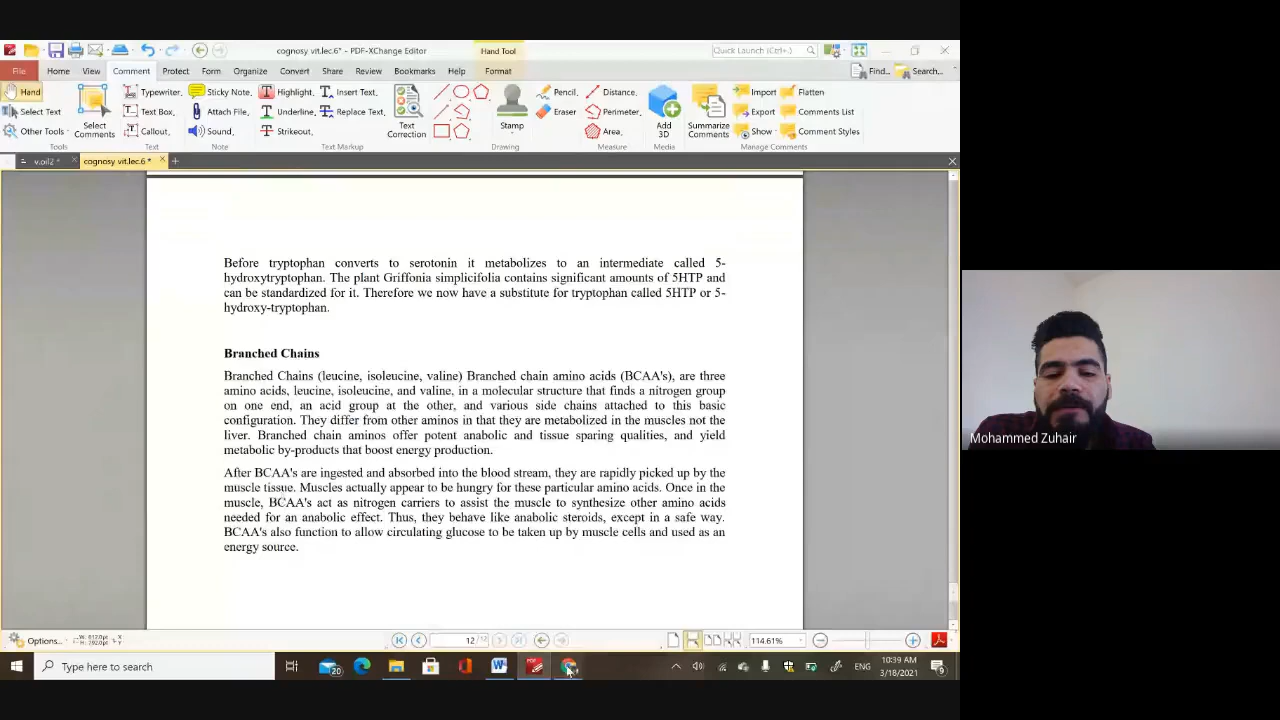 cognosy vit.lec.6* - PDF-XChange Editor
Hand Tool
Quick Launch (Ctrl+.)
File Home View Comment Protect Form Organize Convert Share Review Bookmarks Help Format Find... Search...
Hand
Select Text
Other Tools
Select Comments
Tools
Typewriter
Text Box
Callout
Text
Sticky Note
Attach File
Sound
Note
Highlight
Underline
Strikeout
Insert Text
Replace Text
Text Correction
Text Markup
Stamp
Pencil
Eraser
Drawing
Distance
Perimeter
Area
Measure
Add 3D
Media
Summarize Comments
Import
Export
Show
Flatten
Comments List
Comment Styles
Manage Comments
v.oil2 *
cognosy vit.lec.6 *
Before tryptophan converts to serotonin it metabolizes to an intermediate called 5-
hydroxytryptophan. The plant Griffonia simplicifolia contains significant amounts of 5HTP and
can be standardized for it. Therefore we now have a substitute for tryptophan called 5HTP or 5-
hydroxy-tryptophan.
Branched Chains
Branched Chains (leucine, isoleucine, valine) Branched chain amino acids (BCAA's), are three
amino acids, leucine, isoleucine, and valine, in a molecular structure that finds a nitrogen group
on one end, an acid group at the other, and various side chains attached to this basic
configuration. They differ from other aminos in that they are metabolized in the muscles not the
liver. Branched chain aminos offer potent anabolic and tissue sparing qualities, and yield
metabolic by-products that boost energy production.
After BCAA's are ingested and absorbed into the blood stream, they are rapidly picked up by the
muscle tissue. Muscles actually appear to be hungry for these particular amino acids. Once in the
muscle, BCAA's act as nitrogen carriers to assist the muscle to synthesize other amino acids
needed for an anabolic effect. Thus, they behave like anabolic steroids, except in a safe way.
BCAA's also function to allow circulating glucose to be taken up by muscle cells and used as an
energy source.
Mohammed Zuhair
Options...
W: 612.0pt
H: 792.0pt
X:
Y:
12 / 12
114.61%
Type here to search
20
PDF
ENG
10:39 AM
3/18/2021
9